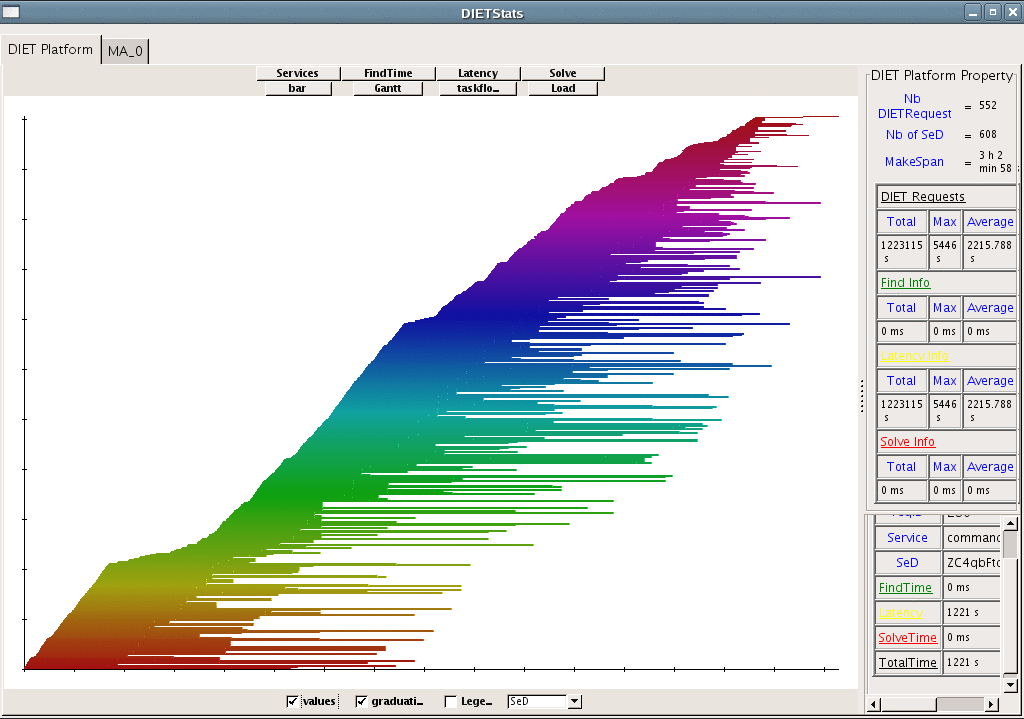 DIETStats
DIET Platform MA_0
Services FindTime Latency Solve
bar Gantt taskflo... Load
DIET Platform Property
Nb
DIETRequest = 552
Nb of SeD = 608
MakeSpan = 3 h 2
min 58
DIET Requests
Total Max Average
1223115 5446 2215.788
s s s
Find Info
Total Max Average
0 ms 0 ms 0 ms
Latency Info
Total Max Average
1223115 5446 2215.788
s s s
Solve Info
Total Max Average
0 ms 0 ms 0 ms
Service command
SeD ZC4qbFtc
FindTime 0 ms
Latency 1221 s
SolveTime 0 ms
TotalTime 1221 s
values graduati... Lege... SeD